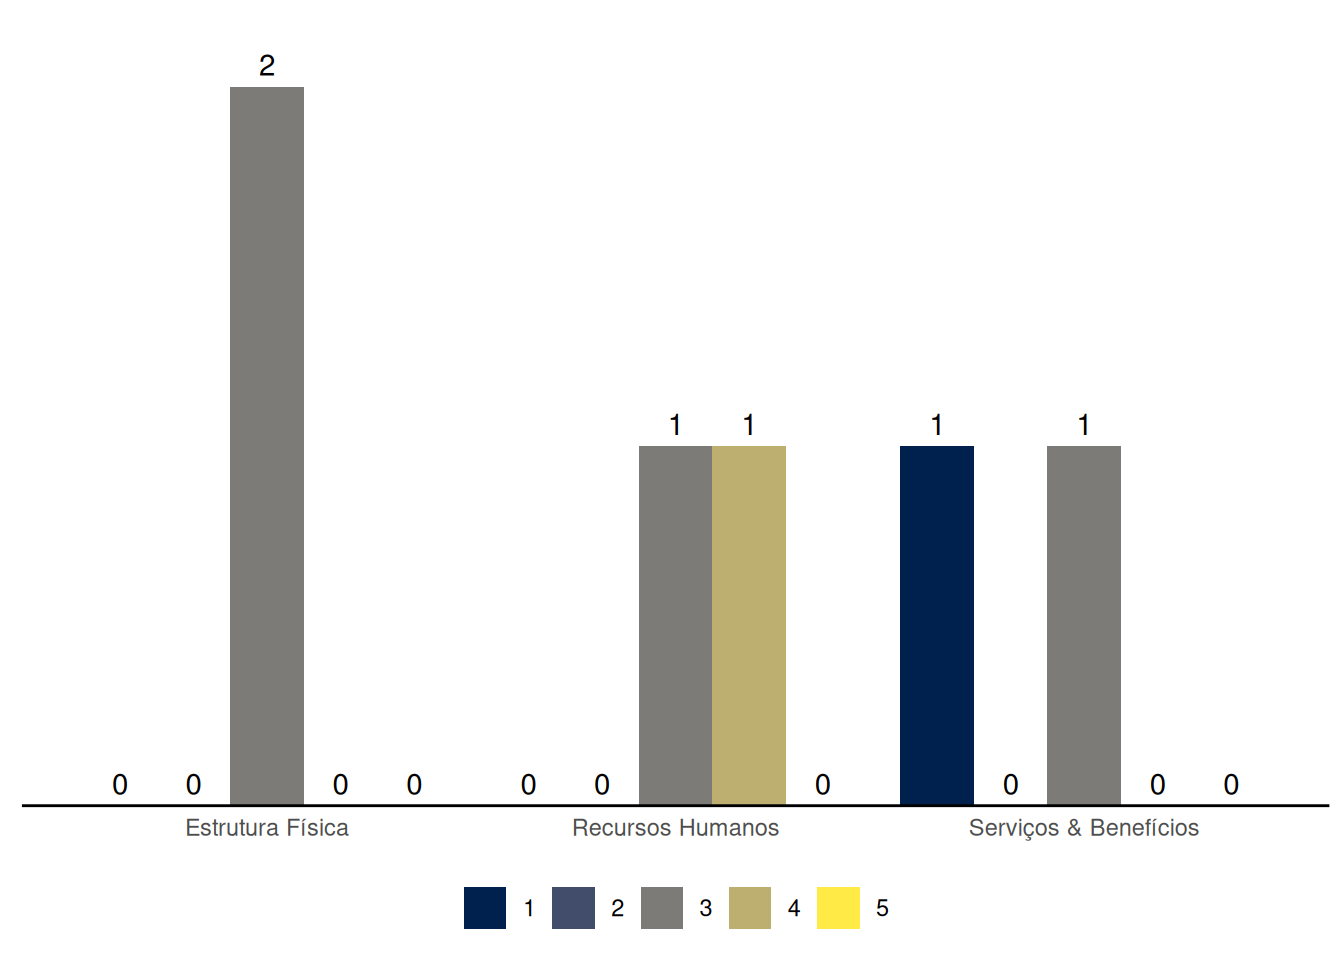 2
1 1 1 1
0 0 0 0 0 0 0 0 0 0
Estrutura Física Recursos Humanos Serviços & Benefícios
1 2 3 4 5